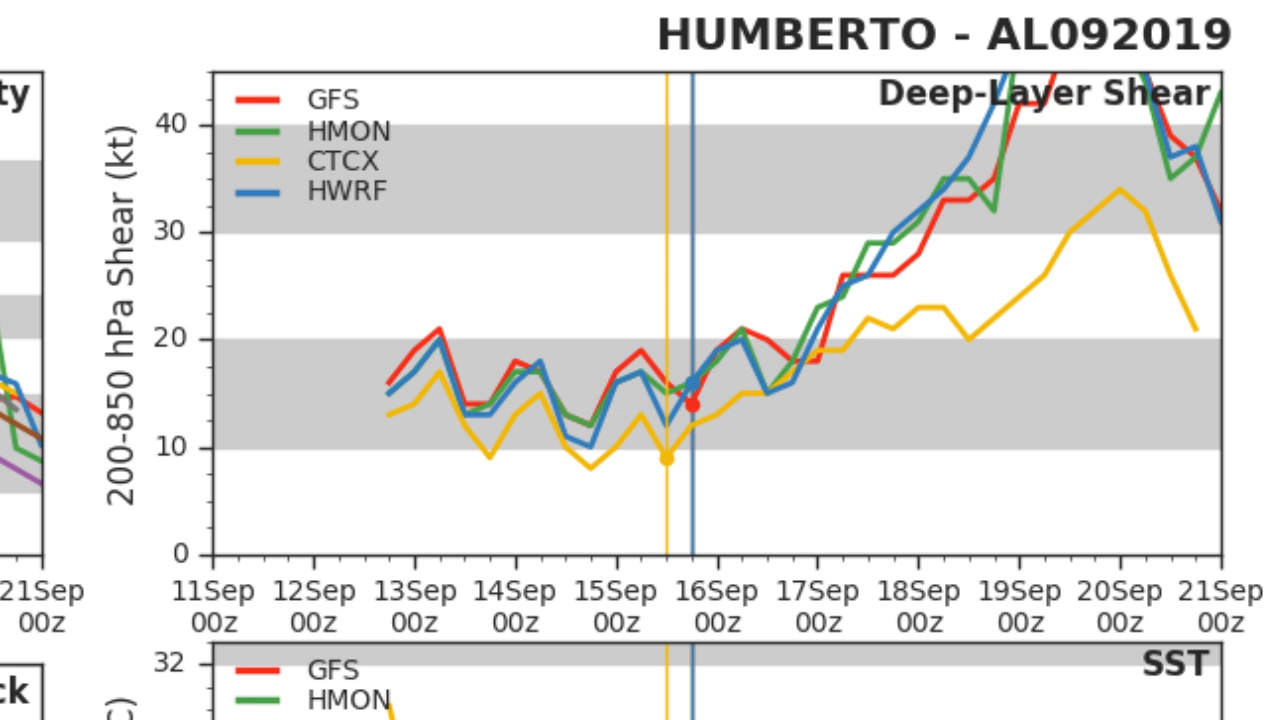 HUMBERTO - AL092019
ty
Deep-Layer Shear
GFS
HMON
CTCX
HWRF
200-850 hPa Shear (kt)
40
30
20
10
0
21Sep 11Sep 12Sep 13Sep 14Sep 15Sep 16Sep 17Sep 18Sep 19Sep 20Sep 21Sep
00z 00z 00z 00z 00z 00z 00z 00z 00z 00z 00z 00z
ck
C)
32
GFS
HMON
SST